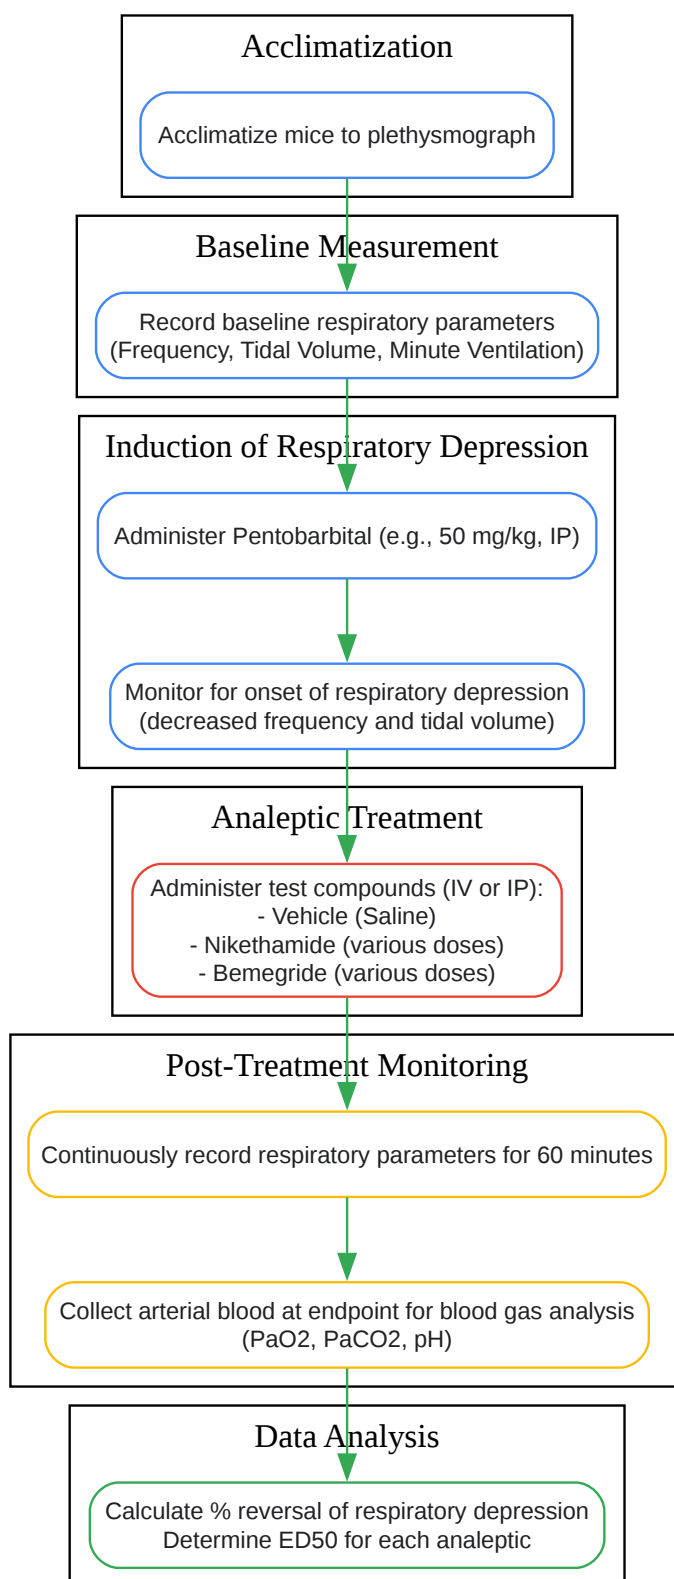 Acclimatization
Acclimatize mice to plethysmograph
Baseline Measurement
Record baseline respiratory parameters
(Frequency, Tidal Volume, Minute Ventilation)
Induction of Respiratory Depression
Administer Pentobarbital (e.g., 50 mg/kg, IP)
Monitor for onset of respiratory depression
(decreased frequency and tidal volume)
Analeptic Treatment
Administer test compounds (IV or IP):
- Vehicle (Saline)
- Nikethamide (various doses)
- Bemegride (various doses)
Post-Treatment Monitoring
Continuously record respiratory parameters for 60 minutes
Collect arterial blood at endpoint for blood gas analysis
(PaO2, PaCO2, pH)
Data Analysis
Calculate % reversal of respiratory depression
Determine ED50 for each analeptic